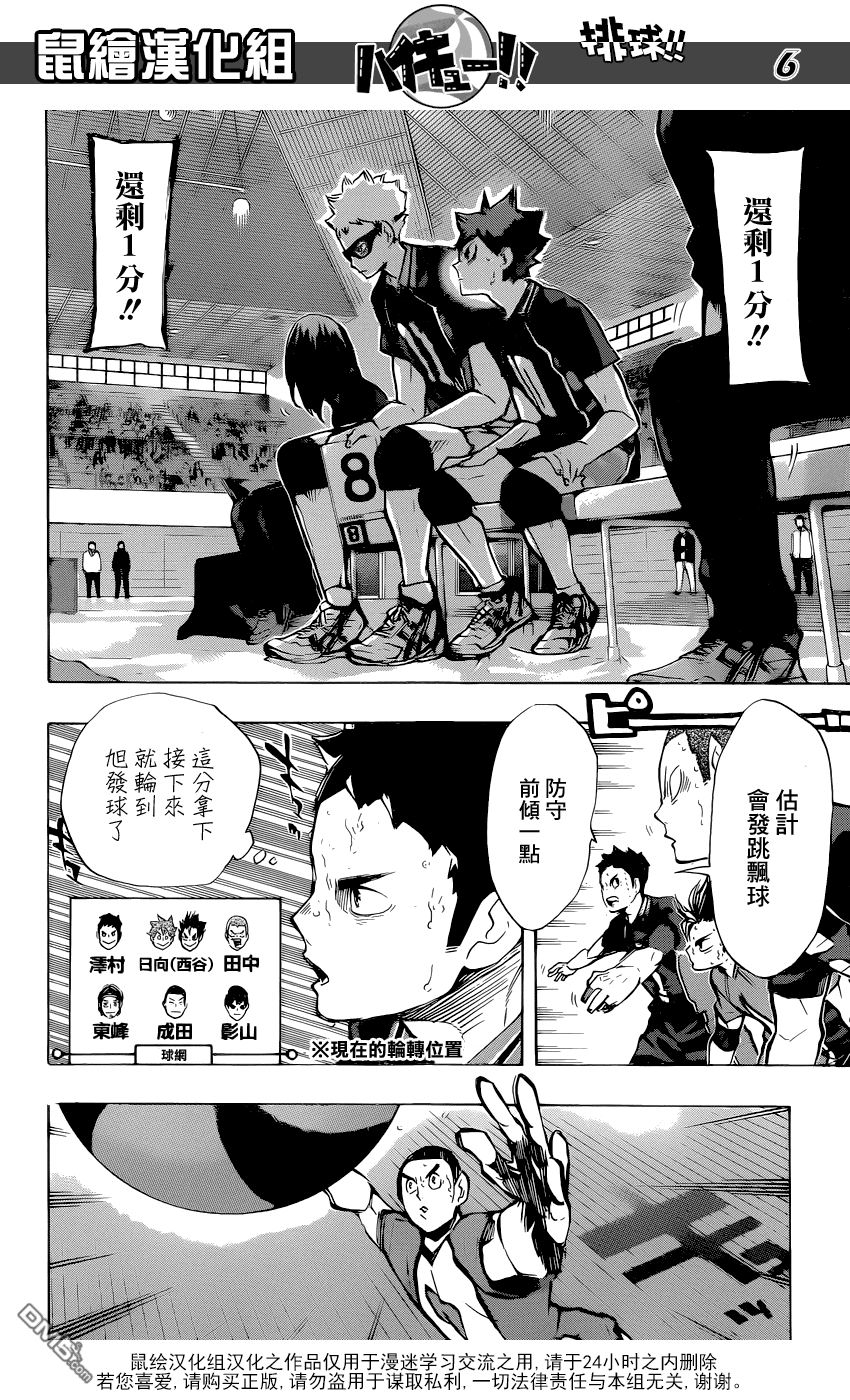 鼠繪漢化組
ハイキュー!!
排球!!
6
還剩1分!!
還剩1分!!
8
8
ピ
估計
會發跳飄球
防守
前傾一點
這分拿下
接下來
就輪到
旭發球了
澤村
日向(西谷)
田中
東峰
成田
影山
球網
※現在的輪轉位置
DM5.com
鼠绘汉化组汉化之作品仅用于漫迷学习交流之用, 请于24小时之内删除
若您喜爱, 请购买正版, 请勿盗用于谋取私利, 一切法律责任与本组无关, 谢谢。